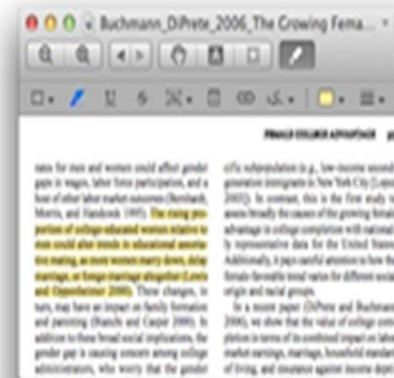 Buchmann_DiPrete_2006_The Growing Fema...
FEMALE COLLEGE ADVANTAGE
rates for men and women could affect gender
gaps in wages, labor force participation, and a
host of other labor market outcomes (Bernhardt,
Morris, and Handcock 1995). The rising pro-
portion of college-educated women relative to
men could alter trends in educational assorta-
tive mating, as more women marry down, delay
marriage, or forego marriage altogether (Lewis
and Oppenheimer 2000). These changes, in
turn, may have an impact on family formation
and parenting (Bianchi and Casper 2000). In
addition to these broad social implications, the
gender gap is causing concern among college
administrators, who worry that the gender
cific subpopulation (e.g., low-income second-
generation immigrants in New York City [Lopez
2003]). In contrast, this is the first study to
assess broadly the causes of the growing female
advantage in college completion with national-
ly representative data for the United States
Additionally, it pays careful attention to how the
female-favorable trend varies for different social
origin and racial groups.
In a recent paper (DiPrete and Buchmann
2006), we show that the value of college com-
pletion in terms of its combined impact on labor
market earnings, marriage, household standard
of living, and insurance against income depri